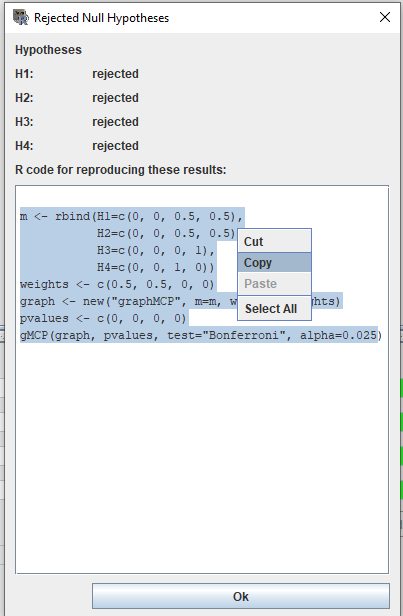 Rejected Null Hypotheses
Hypotheses
H1: rejected
H2: rejected
H3: rejected
H4: rejected
R code for reproducing these results:
m <- rbind(H1=c(0, 0, 0.5, 0.5),
H2=c(0, 0, 0.5, 0.5)
H3=c(0, 0, 0, 1),
H4=c(0, 0, 1, 0))
weights <- c(0.5, 0.5, 0, 0)
graph <- new("graphMCP", m=m, w hts)
pvalues <- c(0, 0, 0, 0)
gMCP(graph, pvalues, test="Bonferroni", alpha=0.025)
Cut
Copy
Paste
Select All
Ok